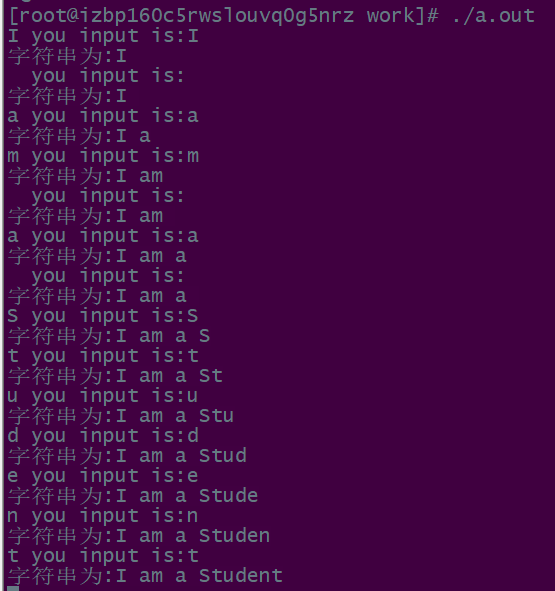 [root@izbp160c5rwslouvq0g5nrz work]# ./a.out
I you input is:I
字符串为:I
  you input is:
字符串为:I
a you input is:a
字符串为:I a
m you input is:m
字符串为:I am
  you input is:
字符串为:I am
a you input is:a
字符串为:I am a
  you input is:
字符串为:I am a
S you input is:S
字符串为:I am a S
t you input is:t
字符串为:I am a St
u you input is:u
字符串为:I am a Stu
d you input is:d
字符串为:I am a Stud
e you input is:e
字符串为:I am a Stude
n you input is:n
字符串为:I am a Studen
t you input is:t
字符串为:I am a Student